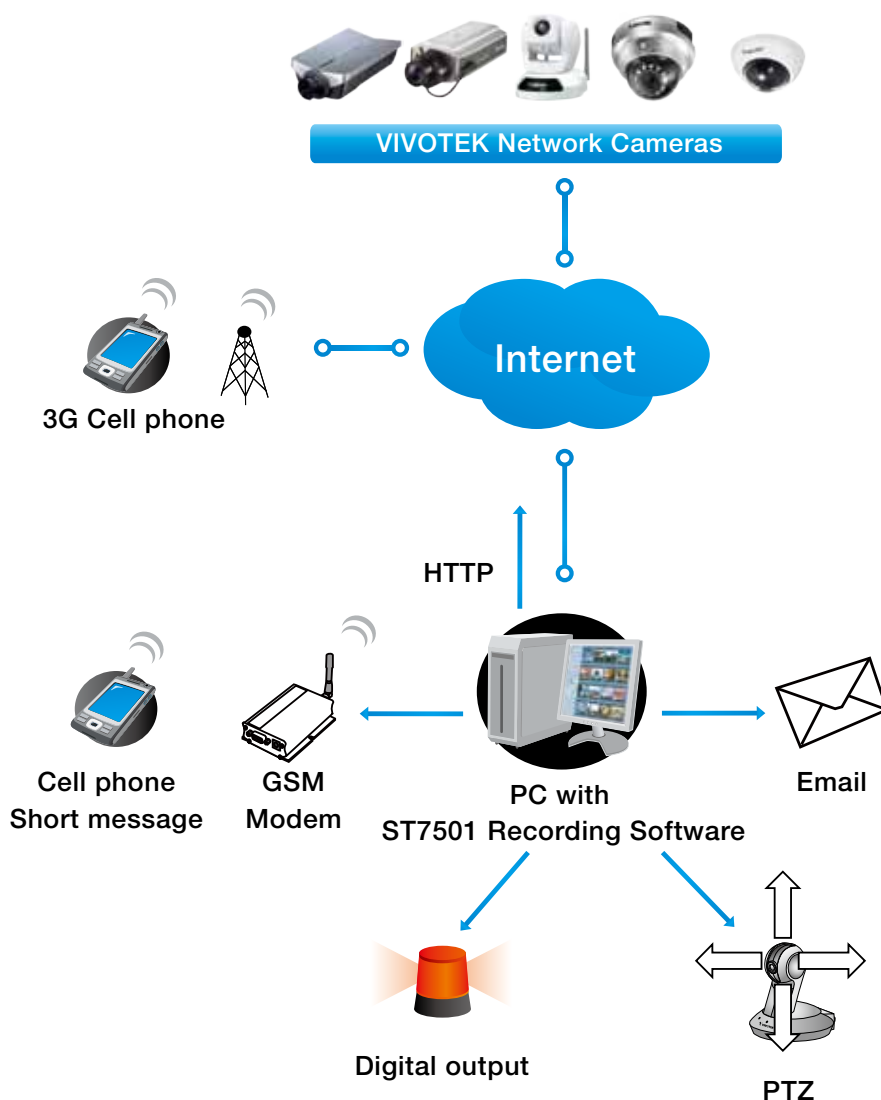 VIVOTEK Network Cameras
Internet
3G Cell phone
HTTP
Cell phone
Short message
GSM
Modem
PC with
ST7501 Recording Software
Email
Digital output
PTZ